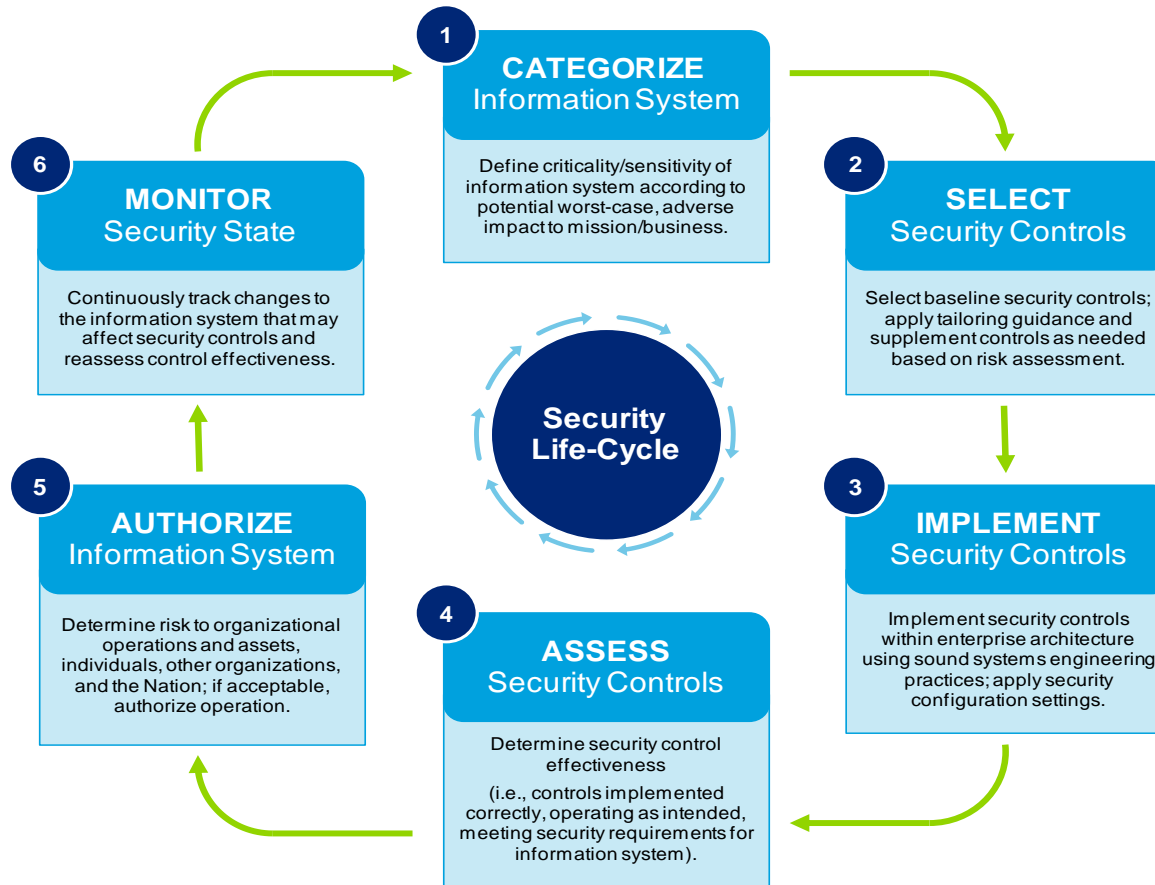 1
CATEGORIZE
Information System
Define criticality/sensitivity of
information system according to
potential worst-case, adverse
impact to mission/business.
2
SELECT
Security Controls
Select baseline security controls;
apply tailoring guidance and
supplement controls as needed
based on risk assessment.
3
IMPLEMENT
Security Controls
Implement security controls
within enterprise architecture
using sound systems engineering
practices; apply security
configuration settings.
4
ASSESS
Security Controls
Determine security control
effectiveness
(i.e., controls implemented
correctly, operating as intended,
meeting security requirements for
information system).
5
AUTHORIZE
Information System
Determine risk to organizational
operations and assets,
individuals, other organizations,
and the Nation; if acceptable,
authorize operation.
6
MONITOR
Security State
Continuously track changes to
the information system that may
affect security controls and
reassess control effectiveness.
Security
Life-Cycle